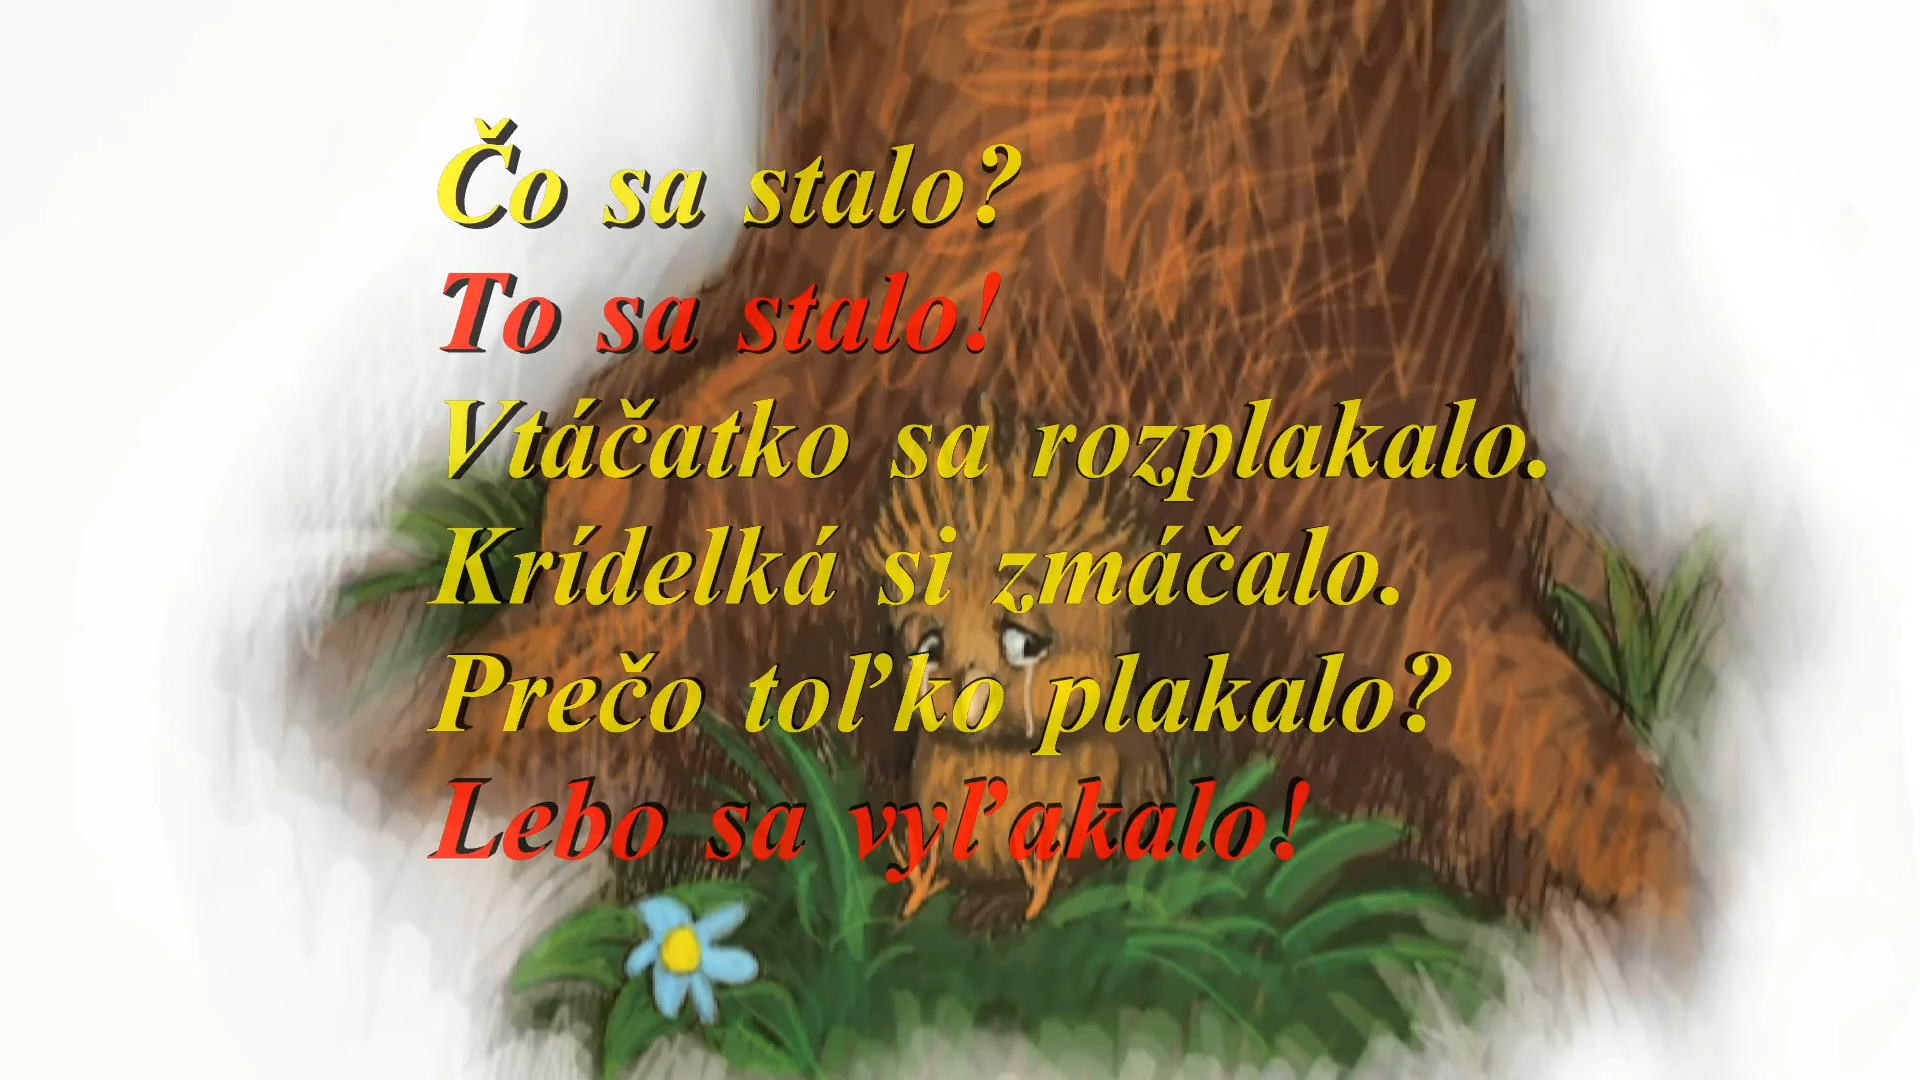 Čo sa stalo?
To sa stalo!
Vtáčatko sa rozplakalo.
Krídelká si zmáčalo.
Prečo toľko plakalo?
Lebo sa vyľakalo!